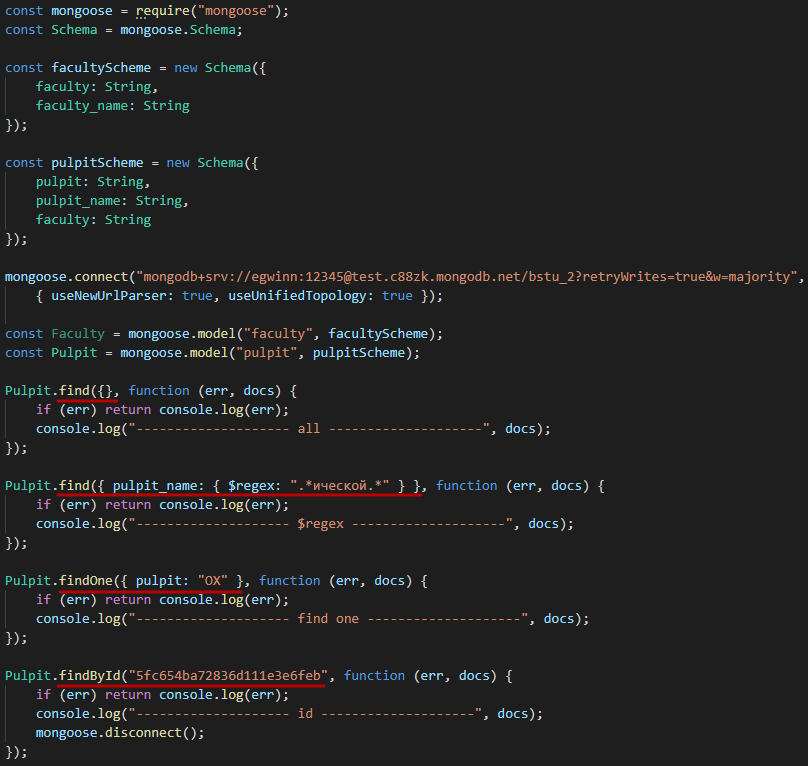 const mongoose = require("mongoose");
const Schema = mongoose.Schema;
const facultyScheme = new Schema({
faculty: String,
faculty_name: String
});
const pulpitScheme = new Schema({
pulpit: String,
pulpit_name: String,
faculty: String
});
mongoose.connect("mongodb+srv://egwinn:12345@test.c88zk.mongodb.net/bstu_2?retryWrites=true&w=majority",
{ useNewUrlParser: true, useUnifiedTopology: true });
const Faculty = mongoose.model("faculty", facultyScheme);
const Pulpit = mongoose.model("pulpit", pulpitScheme);
Pulpit.find({}, function (err, docs) {
if (err) return console.log(err);
console.log("-------------------- all --------------------", docs);
});
Pulpit.find({ pulpit_name: { $regex: ".*ической.*" } }, function (err, docs) {
if (err) return console.log(err);
console.log("-------------------- $regex --------------------", docs);
});
Pulpit.findOne({ pulpit: "ОХ" }, function (err, docs) {
if (err) return console.log(err);
console.log("-------------------- find one --------------------", docs);
});
Pulpit.findById("5fc654ba72836d111e3e6feb", function (err, docs) {
if (err) return console.log(err);
console.log("-------------------- id --------------------", docs);
mongoose.disconnect();
});